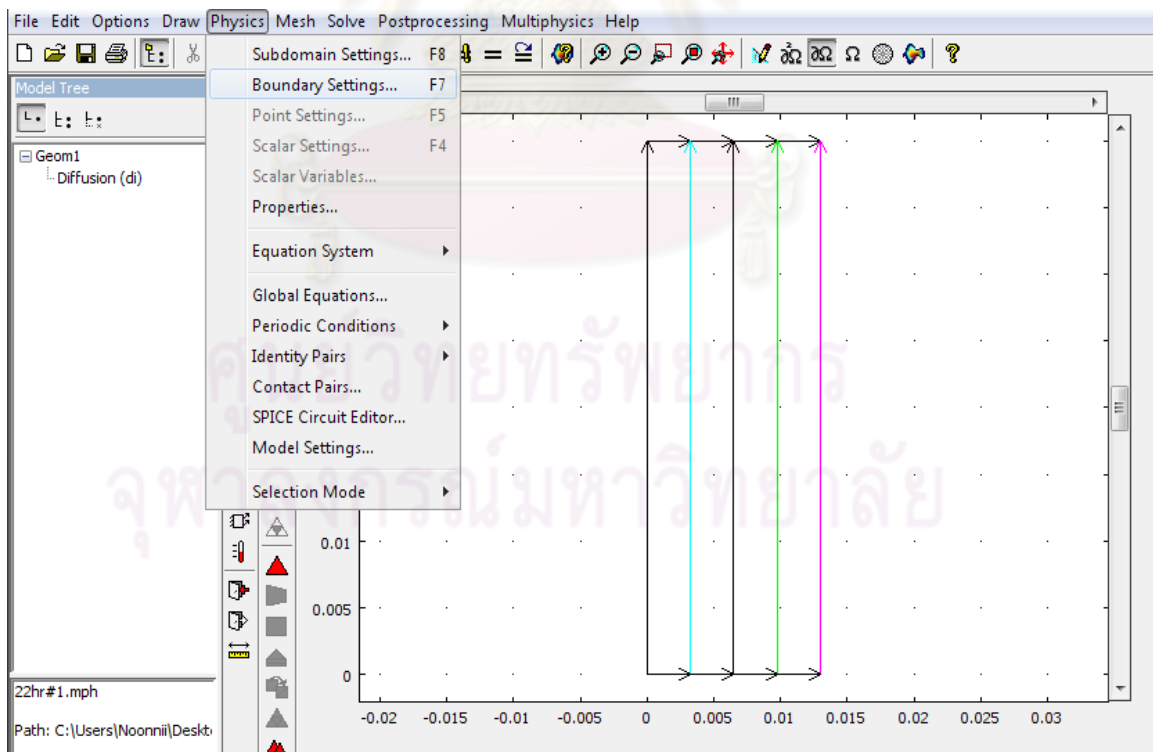 File Edit Options Draw Physics Mesh Solve Postprocessing Multiphysics Help
Model Tree
Geom1
Diffusion (di)
Subdomain Settings... F8
Boundary Settings... F7
Point Settings... F5
Scalar Settings... F4
Scalar Variables...
Properties...
Equation System
Global Equations...
Periodic Conditions
Identity Pairs
Contact Pairs...
SPICE Circuit Editor...
Model Settings...
Selection Mode
ศูนย์วิทยทรัพยากร
จุฬาลงกรณ์มหาวิทยาลัย
0.01
0.005
0
-0.02 -0.015 -0.01 -0.005 0 0.005 0.01 0.015 0.02 0.025 0.03
22hr#1.mph
Path: C:\Users\Noonnii\Deskt